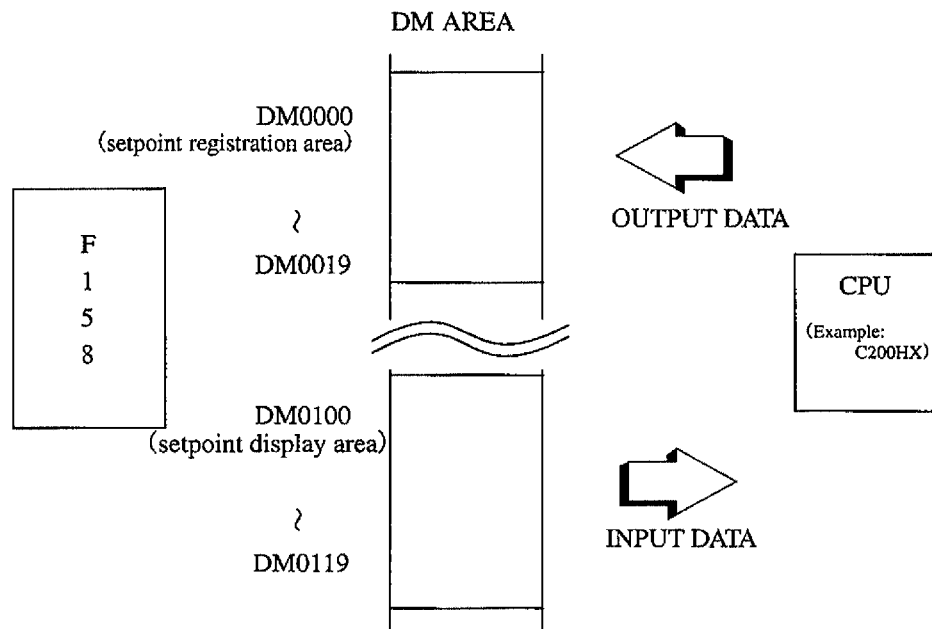 DM AREA
DM0000
(setpoint registration area)
~
DM0019
OUTPUT DATA
F
1
5
8
CPU
(Example:
C200HX)
DM0100
(setpoint display area)
~
DM0119
INPUT DATA